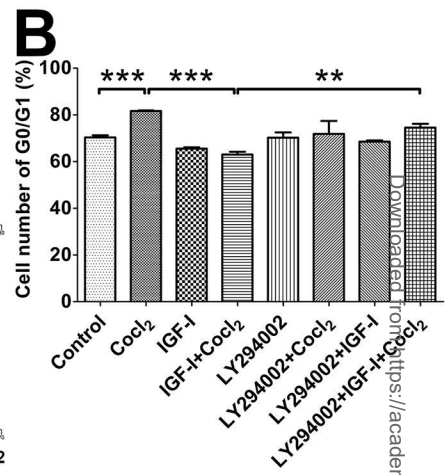 B
Cell number of G0/G1 (%)
100
80
60
40
20
0
*** *** **
Control
Cocl2
IGF-I
IGF-I+Cocl2
LY294002
LY294002+Cocl2
LY294002+IGF-I
LY294002+IGF-I+Cocl2
Downloaded from https://acader
%
%
2